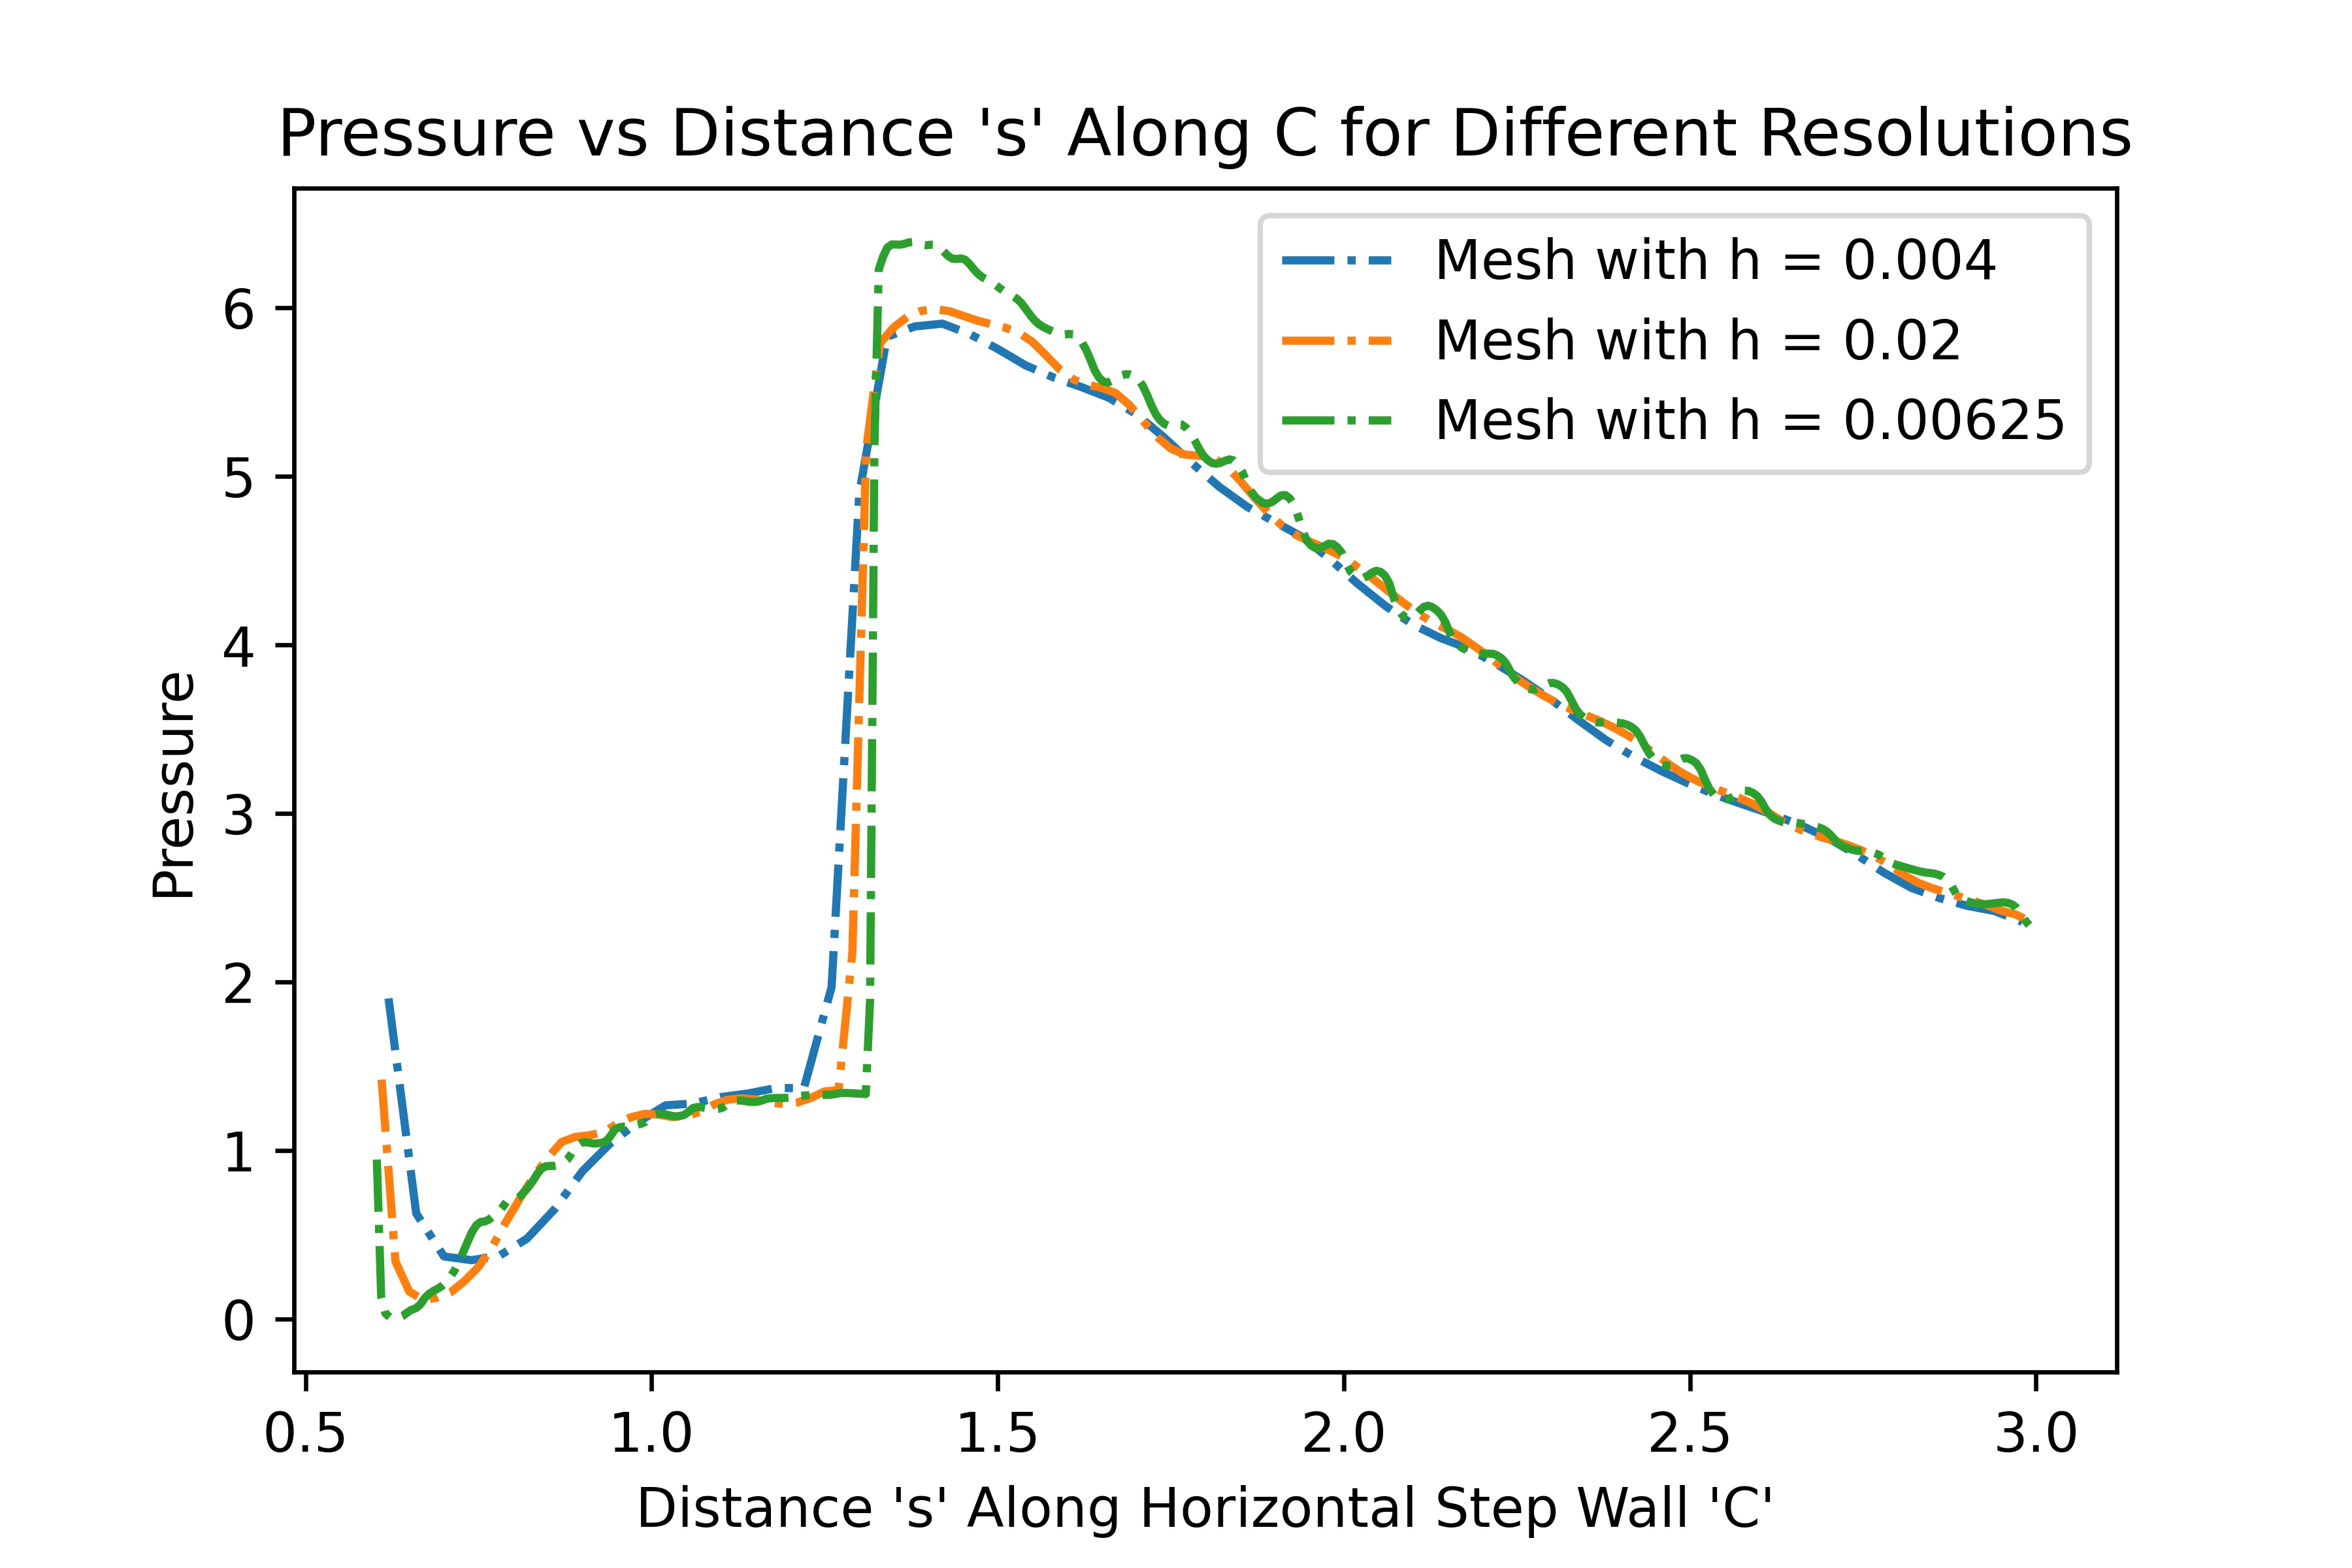 Pressure vs Distance 's' Along C for Different Resolutions
Mesh with h = 0.004
Mesh with h = 0.02
Mesh with h = 0.00625
Pressure
6
5
4
3
2
1
0
0.5 1.0 1.5 2.0 2.5 3.0
Distance 's' Along Horizontal Step Wall 'C'